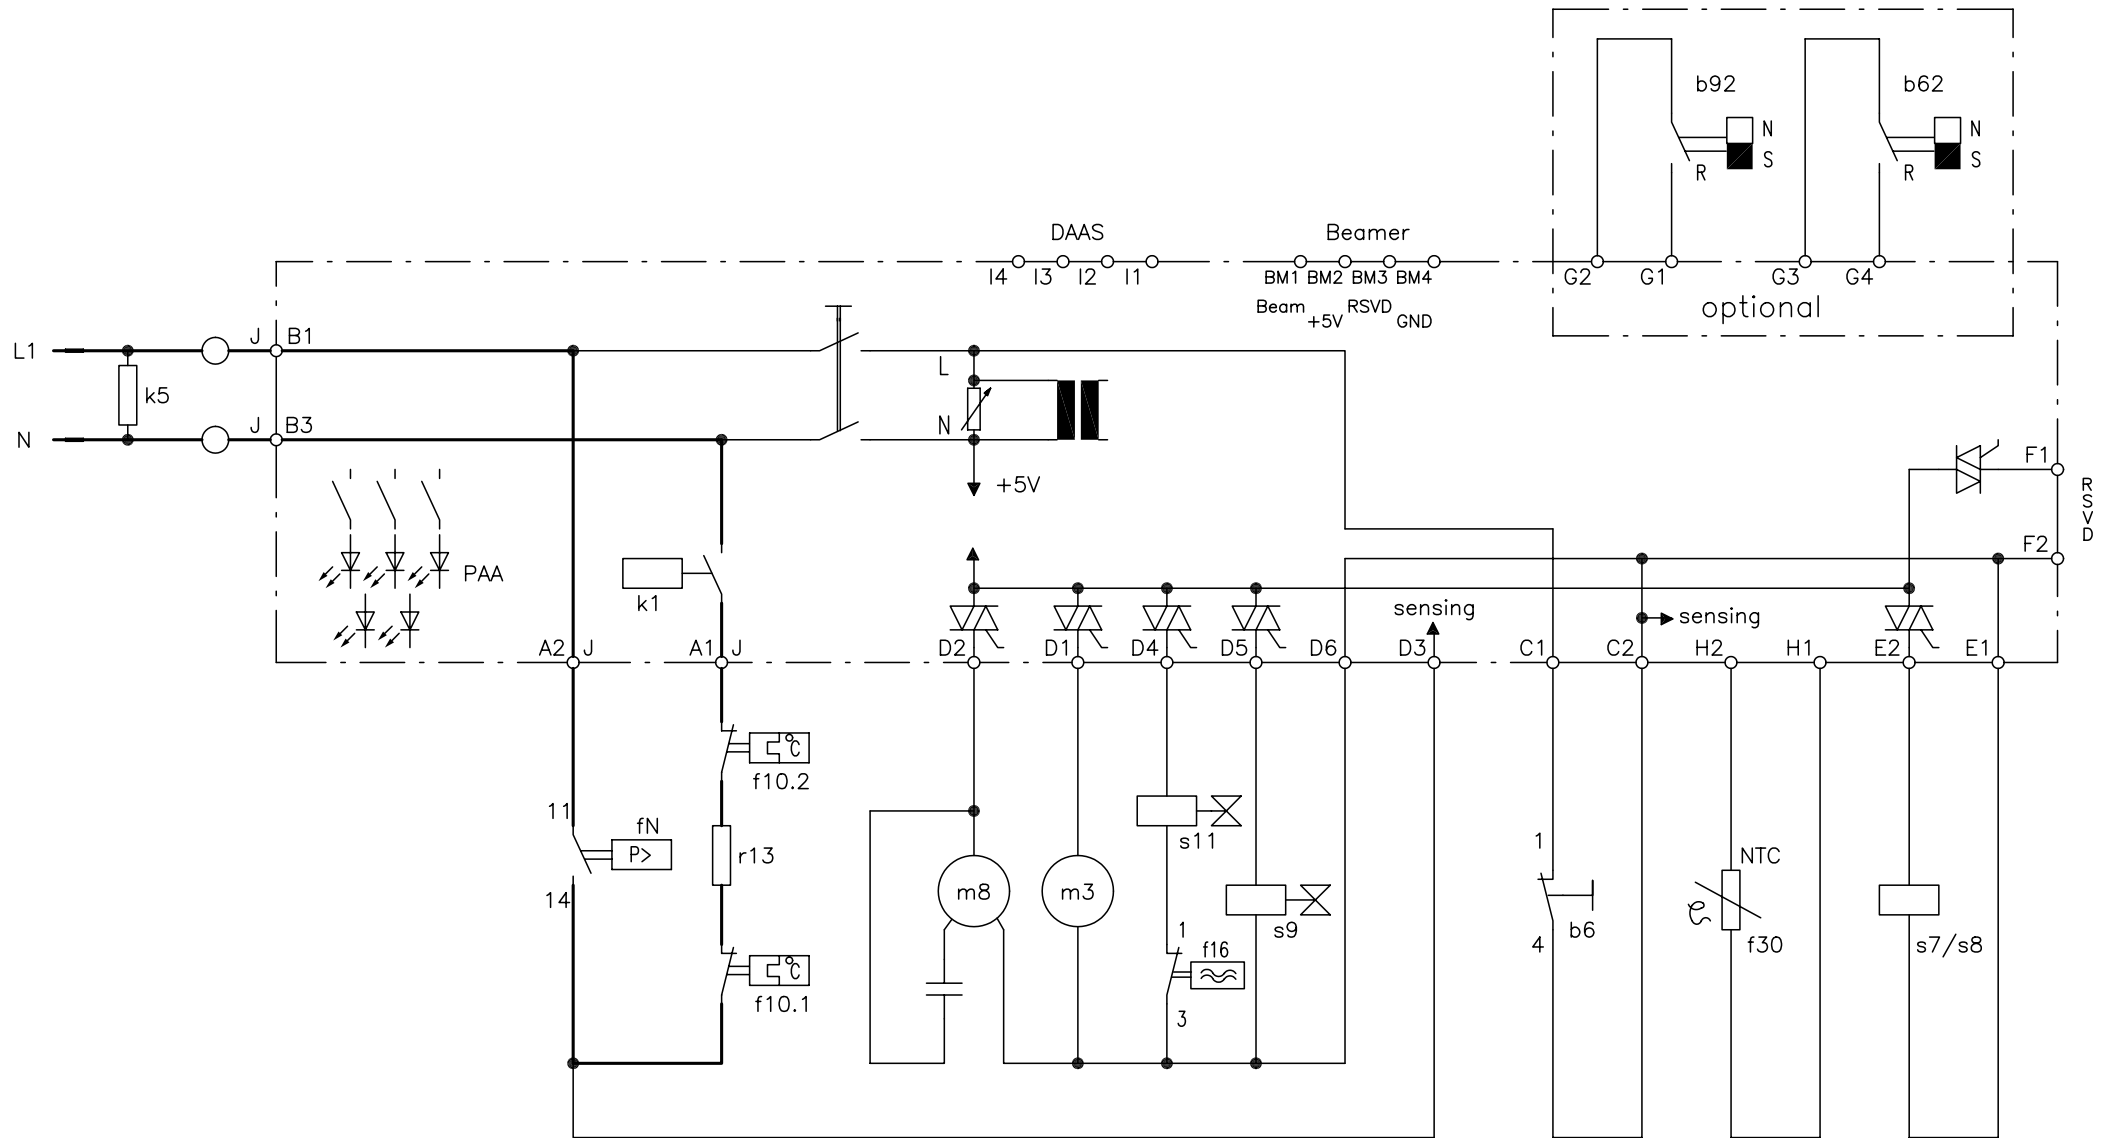 b92
b62
N
N
S
S
R
R
DAAS
Beamer
I4 I3 I2 I1
BM1 BM2 BM3 BM4
G2 G1 G3 G4
Beam +5V RSVD GND
optional
J B1
L1
L
k5
J B3
N
N
F1
+5V
RSVD
F2
PAA
k1
sensing
sensing
A2 J A1 J D2 D1 D4 D5 D6 D3 C1 C2 H2 H1 E2 E1
°C
f10.2
11
fN
P>
s11
1
NTC
r13
14
m8
m3
s9
1
b6
4
f30
s7/s8
f16
°C
f10.1
3